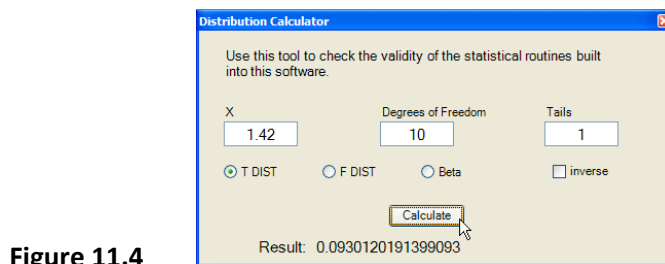 Distribution Calculator
Use this tool to check the validity of the statistical routines built
into this software.
X Degrees of Freedom Tails
1.42 10 1
T DIST F DIST Beta inverse
Calculate
Result: 0.0930120191399093
Figure 11.4